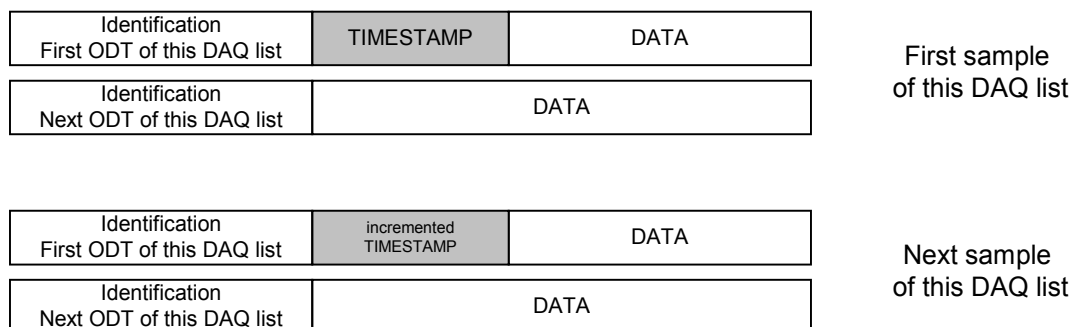 Identification
First ODT of this DAQ list
TIMESTAMP
DATA
First sample
of this DAQ list
Identification
Next ODT of this DAQ list
DATA
Identification
First ODT of this DAQ list
incremented
TIMESTAMP
DATA
Next sample
of this DAQ list
Identification
Next ODT of this DAQ list
DATA